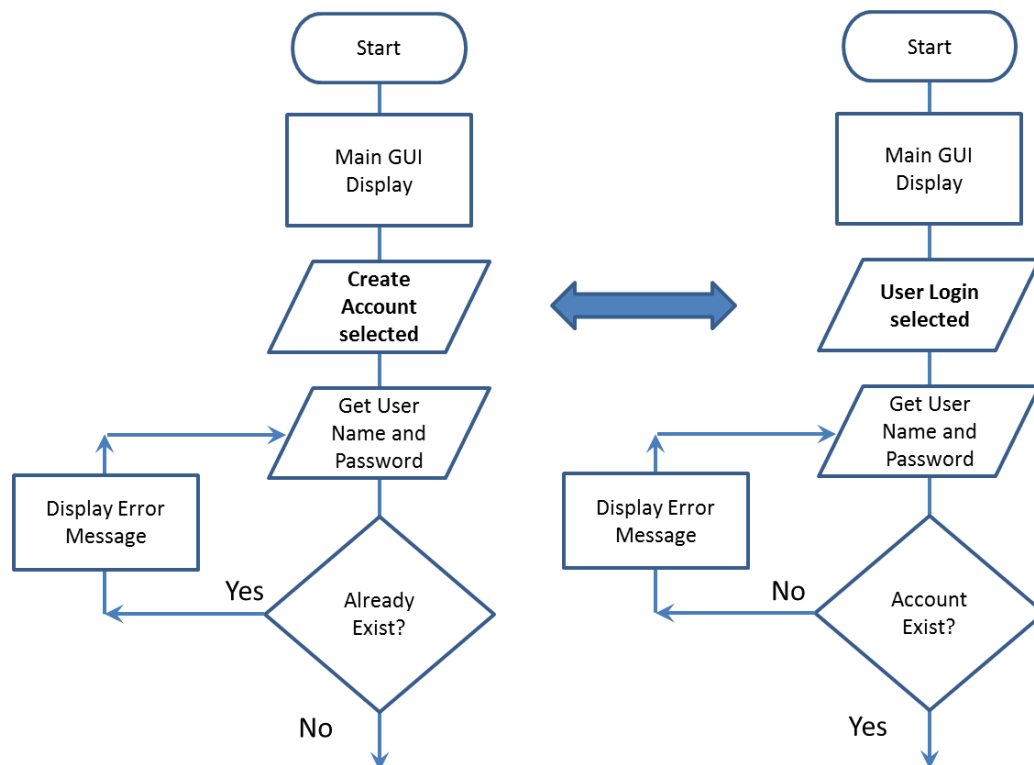 Start
Main GUI
Display
Create
Account
selected
Get User
Name and
Password
Display Error
Message
Yes
Already
Exist?
No
Start
Main GUI
Display
User Login
selected
Get User
Name and
Password
Display Error
Message
No
Account
Exist?
Yes